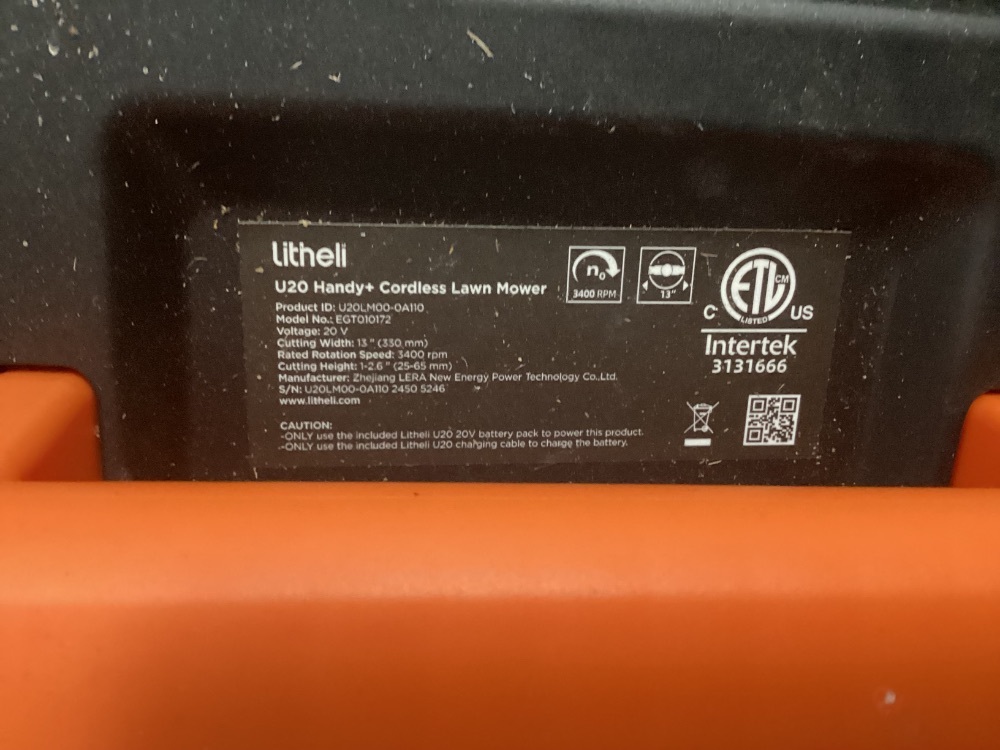 Litheli
U20 Handy+ Cordless Lawn Mower
Product ID: U20LM00-0A110
Model No.: EGT010172
Voltage: 20 V
Cutting Width: 13 " (330 mm)
Rated Rotation Speed: 3400 rpm
Cutting Height: 1-2.6 " (25-65 mm)
Manufacturer: Zhejiang LERA New Energy Power Technology Co.,Ltd.
S/N: U20LM00-0A110 2450 5246
www.litheli.com
CAUTION:
-ONLY use the included Litheli U20 20V battery pack to power this product.
-ONLY use the included Litheli U20 charging cable to charge the battery.
n₀
3400 RPM
13"
ETL CM
LISTED
C US
Intertek
3131666